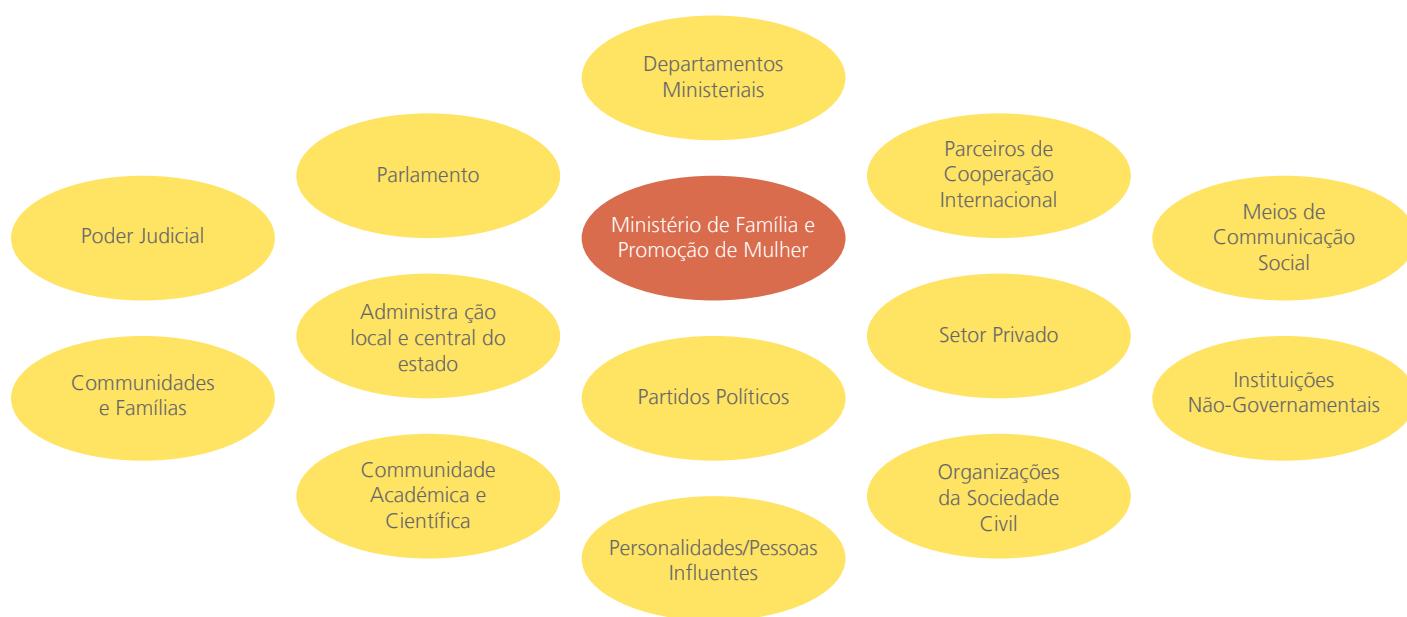 Departamentos
Ministeriais
Parlamento
Parceiros de
Cooperação
Internacional
Poder Judicial
Ministério de Família e
Promoção de Mulher
Meios de
Communicação
Social
Administra ção
local e central do
estado
Setor Privado
Communidades
e Famílias
Partidos Políticos
Instituições
Não-Governamentais
Communidade
Académica e
Científica
Organizações
da Sociedade
Civil
Personalidades/Pessoas
Influentes